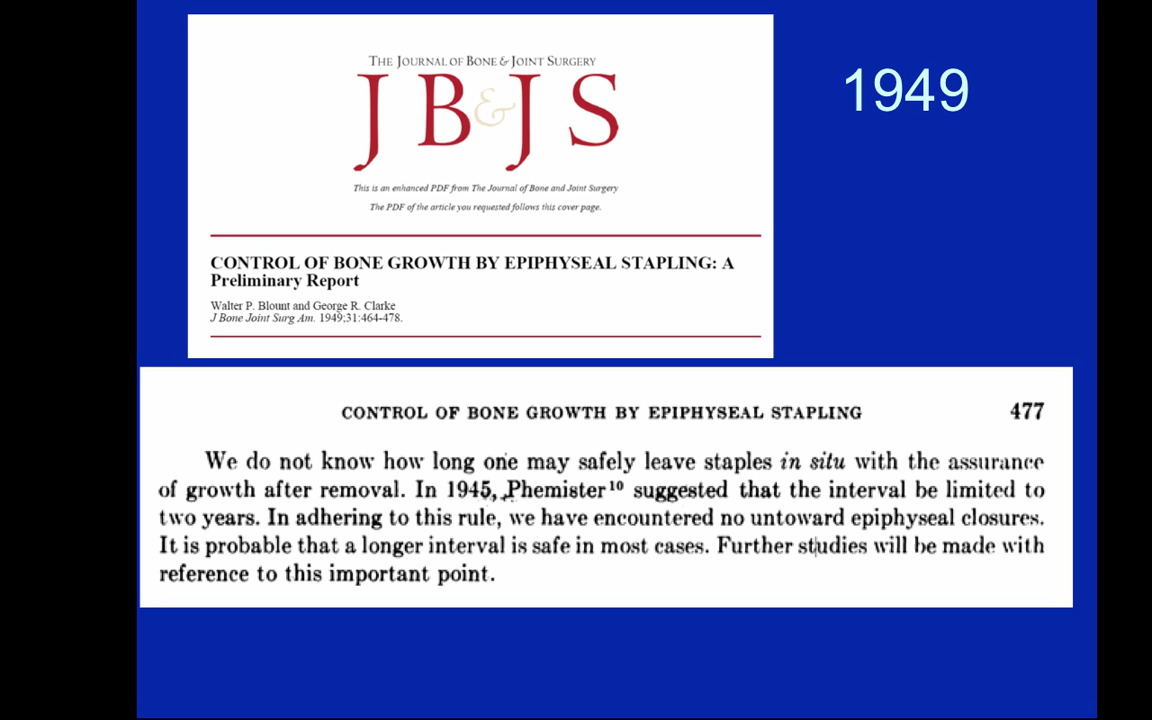 THE JOURNAL OF BONE & JOINT SURGERY
J B & J S
1949
This is an enhanced PDF from The Journal of Bone and Joint Surgery
The PDF of the article you requested follows this cover page.
CONTROL OF BONE GROWTH BY EPIPHYSEAL STAPLING: A
Preliminary Report
Walter P. Blount and George R. Clarke
J Bone Joint Surg Am. 1949;31:464-478.
CONTROL OF BONE GROWTH BY EPIPHYSEAL STAPLING 477
We do not know how long one may safely leave staples in situ with the assurance
of growth after removal. In 1945, Phemister10 suggested that the interval be limited to
two years. In adhering to this rule, we have encountered no untoward epiphyseal closures.
It is probable that a longer interval is safe in most cases. Further studies will be made with
reference to this important point.